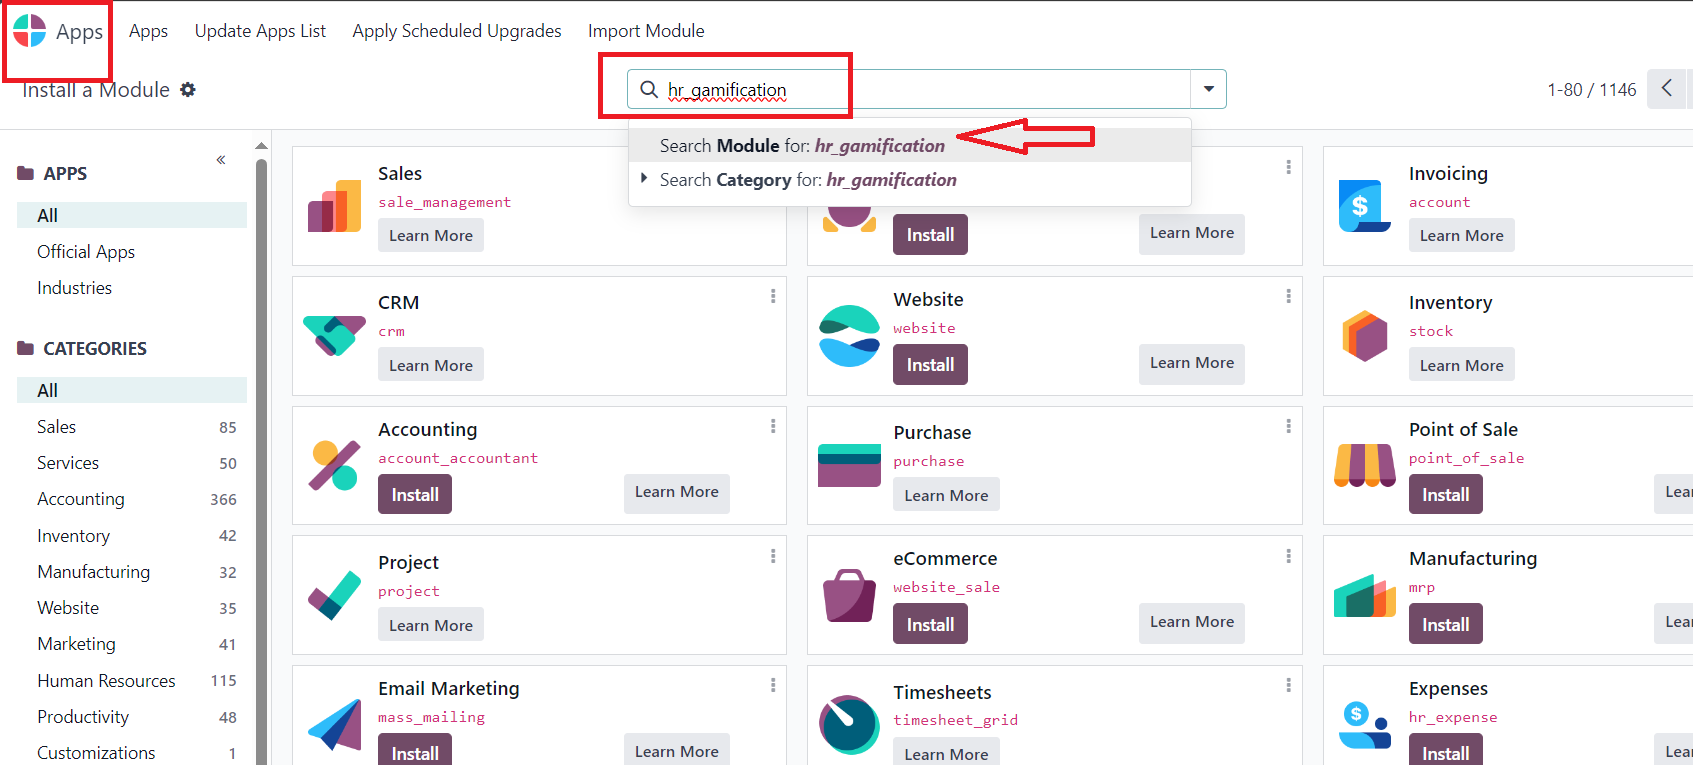 Apps Apps Update Apps List Apply Scheduled Upgrades Import Module
Install a Module
hr_gamification
1-80 / 1146
Search Module for: hr_gamification
Search Category for: hr_gamification
APPS
All
Official Apps
Industries
CATEGORIES
All
Sales 85
Services 50
Accounting 366
Inventory 42
Manufacturing 32
Website 35
Marketing 41
Human Resources 115
Productivity 48
Customizations 1
Sales
sale_management
Learn More
Install
Learn More
Invoicing
account
Learn More
CRM
crm
Learn More
Website
website
Install
Learn More
Inventory
stock
Learn More
Accounting
account_accountant
Install
Learn More
Purchase
purchase
Learn More
Point of Sale
point_of_sale
Install
Lear
Project
project
Learn More
eCommerce
website_sale
Install
Learn More
Manufacturing
mrp
Install
Lear
Email Marketing
mass_mailing
Install
Learn More
Timesheets
timesheet_grid
Learn More
Expenses
hr_expense
Install
Lear